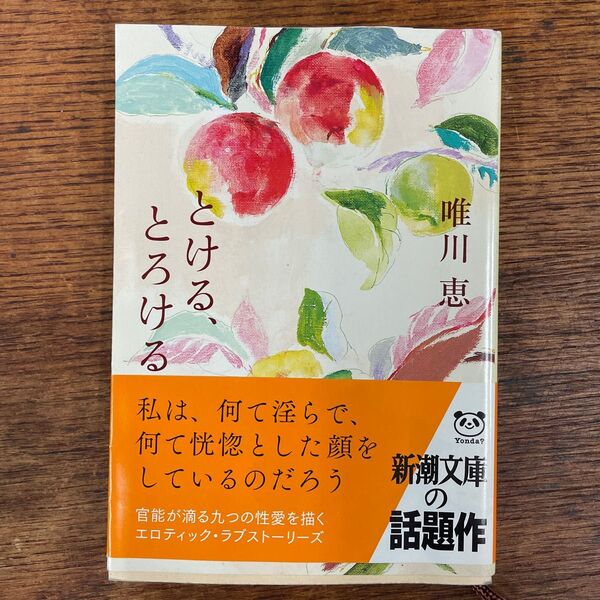 とける、
とろける
唯川 恵
私は、何て淫らで、
何て恍惚とした顔を
しているのだろう
官能が滴る九つの性愛を描く
エロティック・ラブストーリーズ
Yonda?
新潮文庫
の
話題作